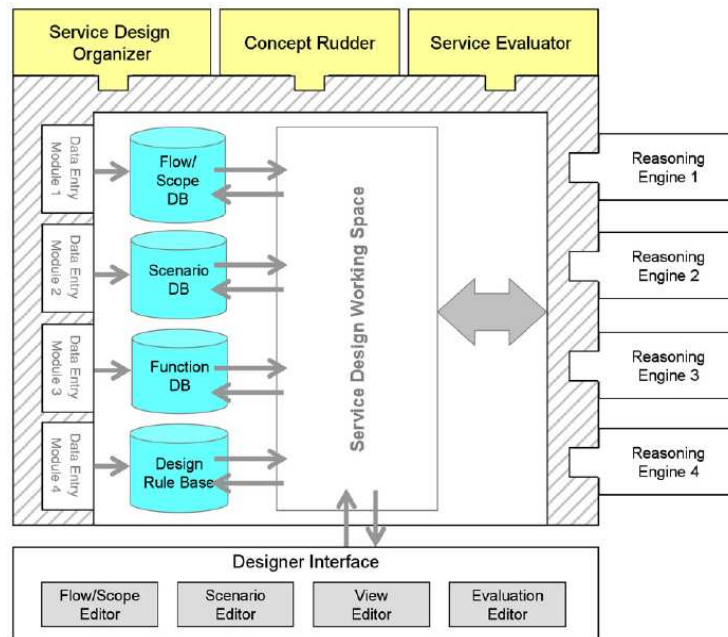 Service Design
Organizer
Concept Rudder
Service Evaluator
Data Entry
Module 1
Flow/
Scope
DB
Reasoning
Engine 1
Data Entry
Module 2
Scenario
DB
Reasoning
Engine 2
Service Design Working Space
Data Entry
Module 3
Function
DB
Reasoning
Engine 3
Data Entry
Module 4
Design
Rule Base
Reasoning
Engine 4
Designer Interface
Flow/Scope
Editor
Scenario
Editor
View
Editor
Evaluation
Editor